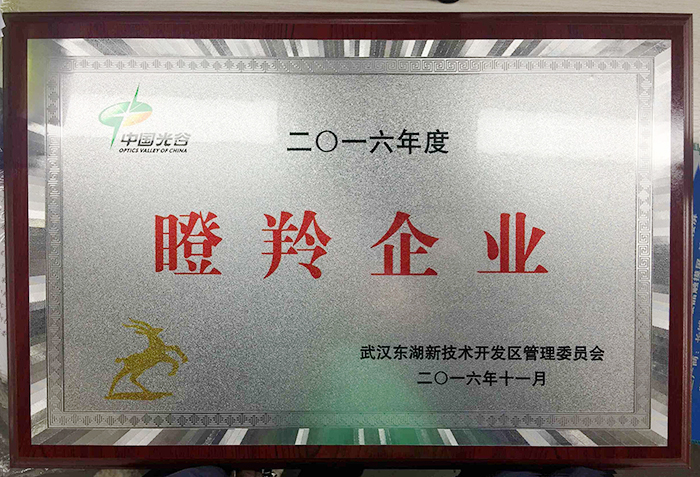 中国光谷
OPTICS VALLEY OF CHINA
二〇一六年度
瞪羚企业
武汉东湖新技术开发区管理委员会
二〇一六年十一月